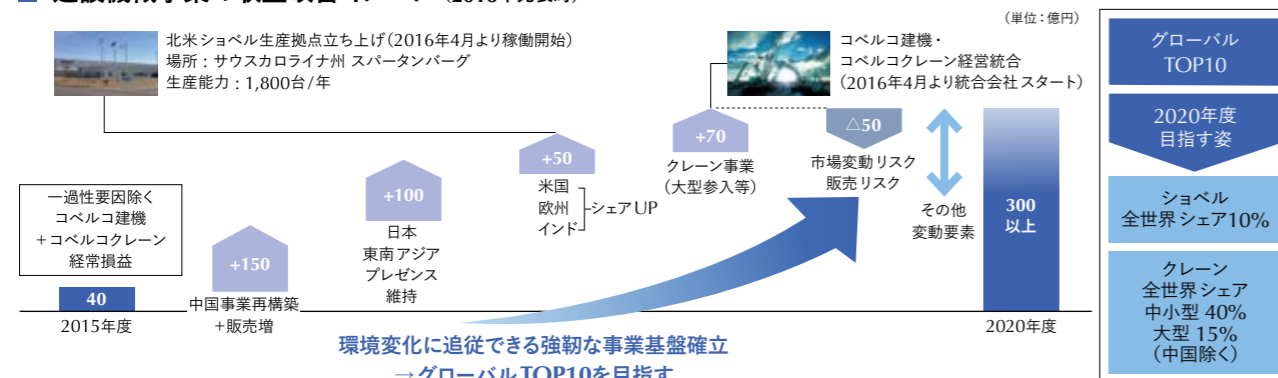 (単位：億円)
北米ショベル生産拠点立ち上げ(2016年4月より稼働開始)
場所：サウスカロライナ州 スパータンバーグ
生産能力：1,800台/年
コベルコ建機・
コベルコクレーン経営統合
(2016年4月より統合会社スタート)
一過性要因除く
コベルコ建機
＋コベルコクレーン
経常損益
40
2015年度
+150
中国事業再構築
+販売増
+100
日本
東南アジア
プレゼンス
維持
+50
米国
欧州
インド
シェアUP
+70
クレーン事業
(大型参入等)
△50
市場変動リスク
販売リスク
その他
変動要素
300
以上
2020年度
環境変化に追従できる強靭な事業基盤確立
→グローバルTOP10を目指す
グローバル
TOP10
2020年度
目指す姿
ショベル
全世界シェア10%
クレーン
全世界シェア
中小型 40%
大型 15%
(中国除く)